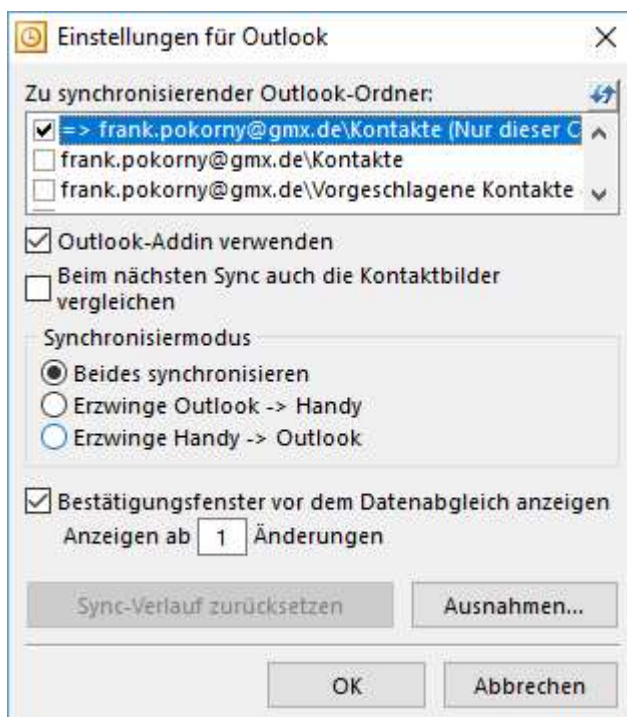 Einstellungen für Outlook
Zu synchronisierender Outlook-Ordner:
=> frank.pokorny@gmx.de\Kontakte (Nur dieser C
frank.pokorny@gmx.de\Kontakte
frank.pokorny@gmx.de\Vorgeschlagene Kontakte
Outlook-Addin verwenden
Beim nächsten Sync auch die Kontaktbilder
vergleichen
Synchronisiermodus
Beides synchronisieren
Erzwinge Outlook -> Handy
Erzwinge Handy -> Outlook
Bestätigungsfenster vor dem Datenabgleich anzeigen
Anzeigen ab 1 Änderungen
Sync-Verlauf zurücksetzen Ausnahmen...
OK Abbrechen